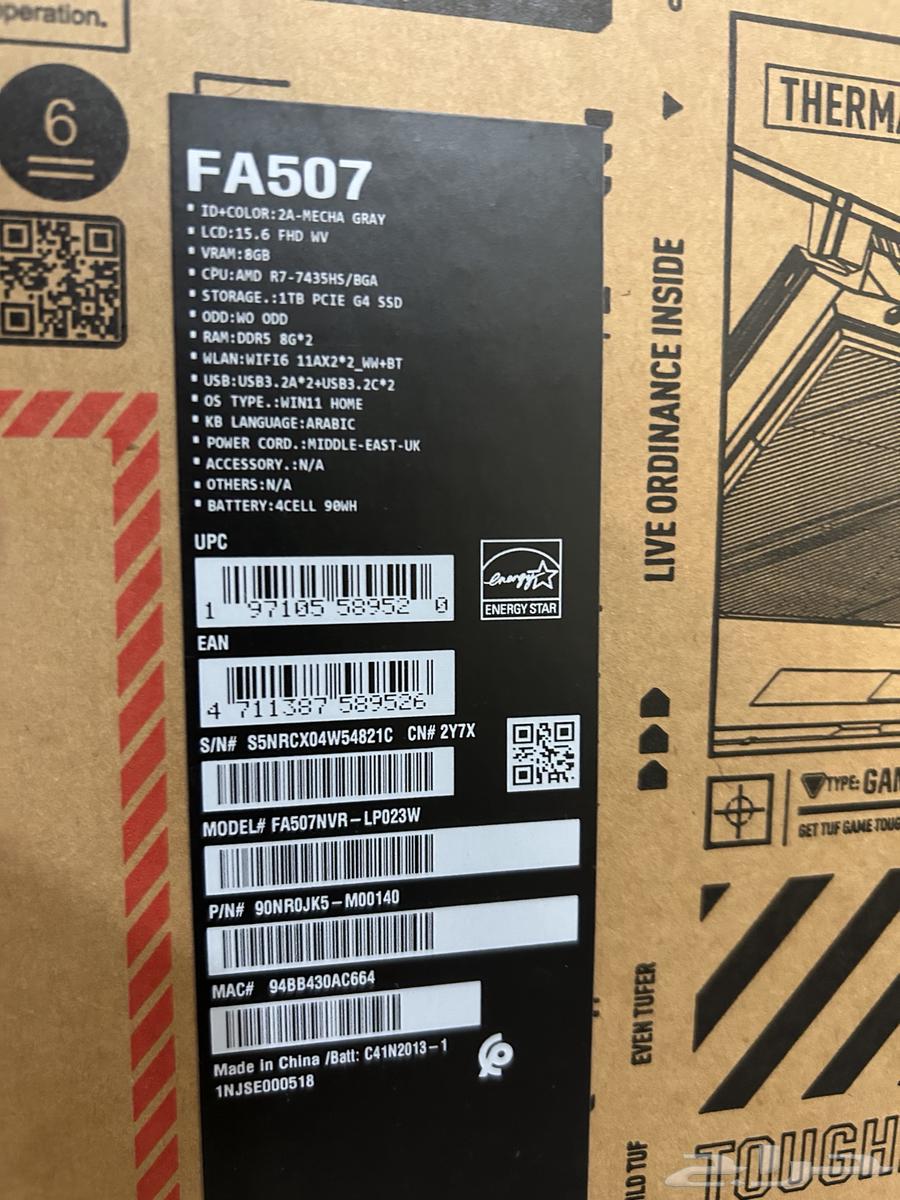 operation.
6
THERMA
FA507
ID+COLOR:2A-MECHA GRAY
LCD:15.6 FHD WV
VRAM:8GB
CPU:AMD R7-7435HS/BGA
STORAGE.:1TB PCIE G4 SSD
ODD:WO ODD
RAM:DDR5 8G*2
WLAN:WIFI6 11AX2*2_WW+BT
USB:USB3.2A*2+USB3.2C*2
OS TYPE.:WIN11 HOME
KB LANGUAGE:ARABIC
POWER CORD.:MIDDLE-EAST-UK
ACCESSORY.:N/A
OTHERS:N/A
BATTERY:4CELL 90WH
UPC
1 97105 58952 0
energy
ENERGY STAR
EAN
4 711387 589526
S/N# S5NRCX04W54821C CN# 2Y7X
MODEL# FA507NVR-LP023W
P/N# 90NR0JK5-M00140
MAC# 94BB430AC664
Made in China /Batt: C41N2013-1
1NJSE000518
LIVE ORDINANCE INSIDE
TYPE: GA
GET TUF GAME TOUG
EVEN TUFER
ILD TUF
TOUGH
حراج